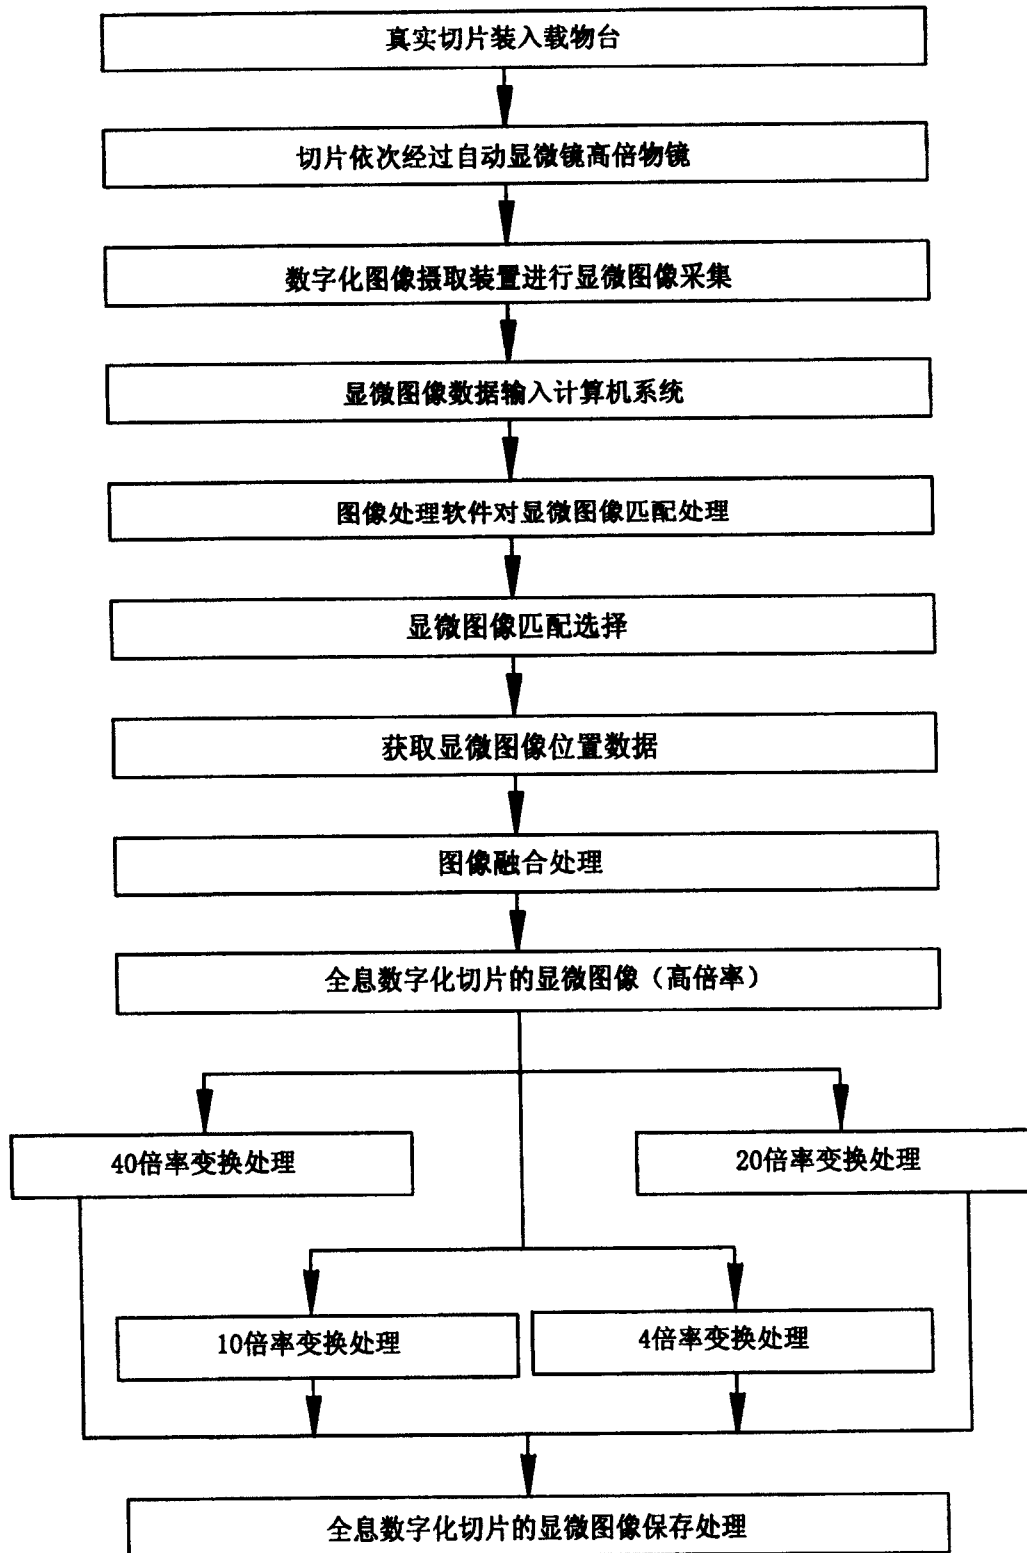 真实切片装入载物台
切片依次经过自动显微镜高倍物镜
数字化图像摄取装置进行显微图像采集
显微图像数据输入计算机系统
图像处理软件对显微图像匹配处理
显微图像匹配选择
获取显微图像位置数据
图像融合处理
全息数字化切片的显微图像（高倍率）
40倍率变换处理
20倍率变换处理
10倍率变换处理
4倍率变换处理
全息数字化切片的显微图像保存处理